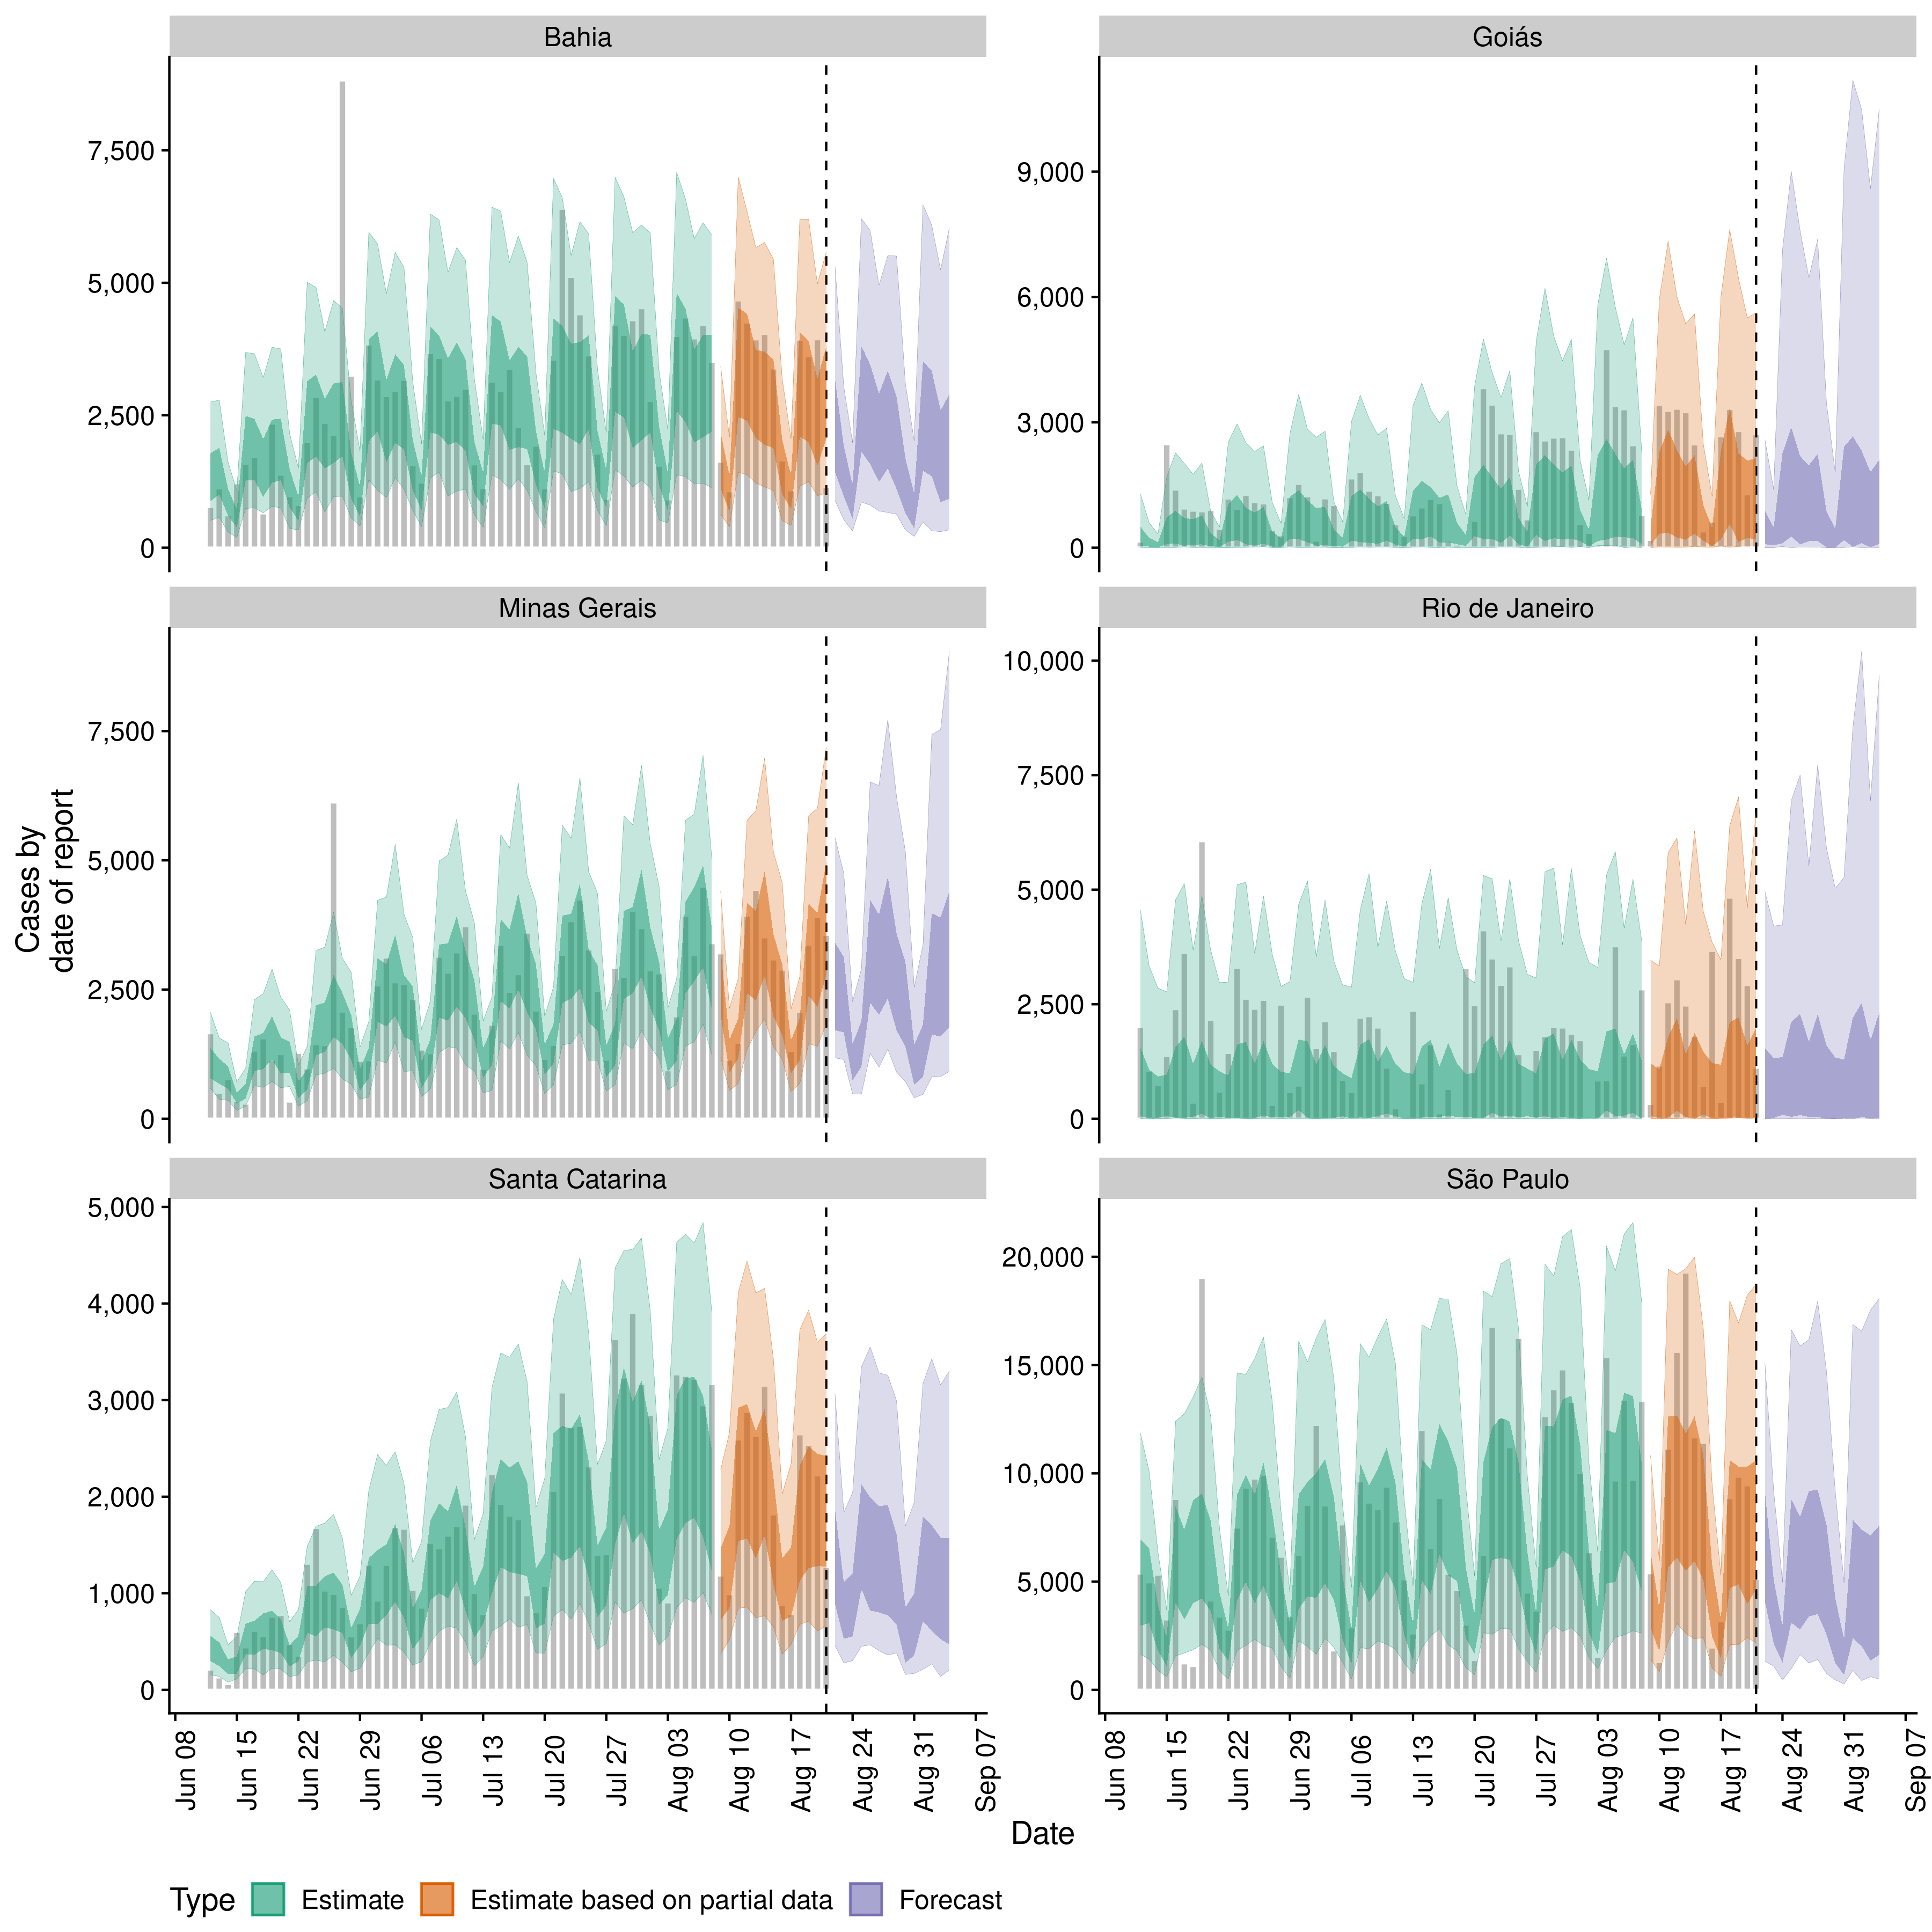 Bahia
Goiás
7,500
5,000
2,500
0
9,000
6,000
3,000
0
Minas Gerais
Rio de Janeiro
7,500
5,000
2,500
0
10,000
7,500
5,000
2,500
0
Cases by
date of report
Santa Catarina
São Paulo
5,000
4,000
3,000
2,000
1,000
0
20,000
15,000
10,000
5,000
0
Jun 08
Jun 15
Jun 22
Jun 29
Jul 06
Jul 13
Jul 20
Jul 27
Aug 03
Aug 10
Aug 17
Aug 24
Aug 31
Sep 07
Jun 08
Jun 15
Jun 22
Jun 29
Jul 06
Jul 13
Jul 20
Jul 27
Aug 03
Aug 10
Aug 17
Aug 24
Aug 31
Sep 07
Date
Type Estimate Estimate based on partial data Forecast